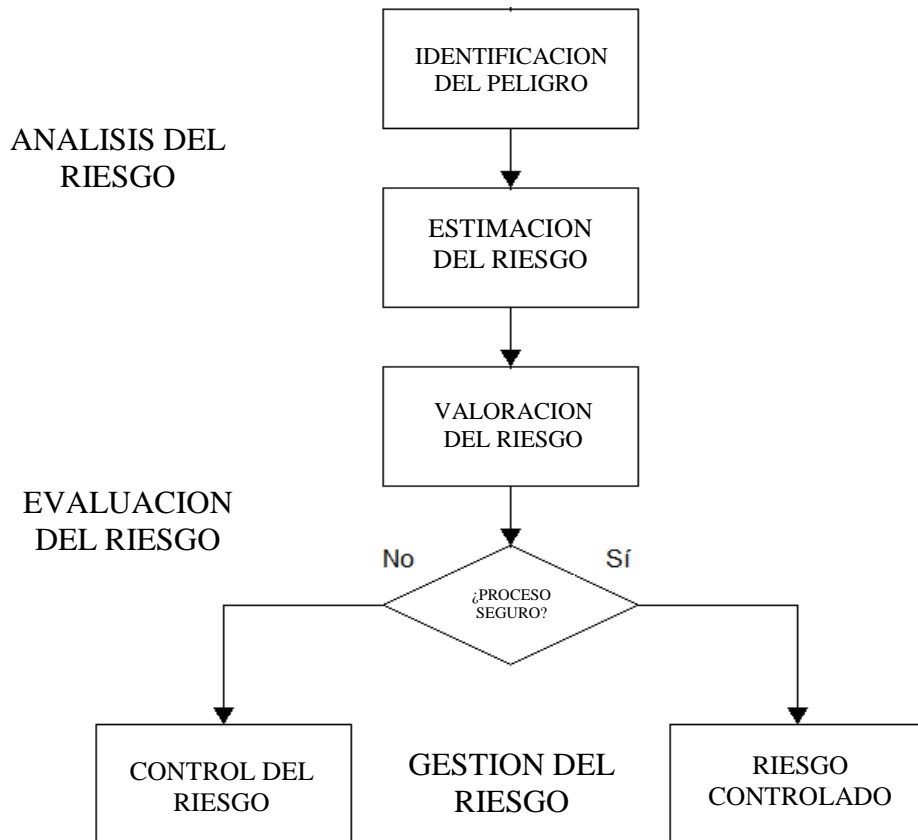 IDENTIFICACION
DEL PELIGRO
ANALISIS DEL
RIESGO
ESTIMACION
DEL RIESGO
VALORACION
DEL RIESGO
EVALUACION
DEL RIESGO
No
Sí
¿PROCESO
SEGURO?
CONTROL DEL
RIESGO
GESTION DEL
RIESGO
RIESGO
CONTROLADO